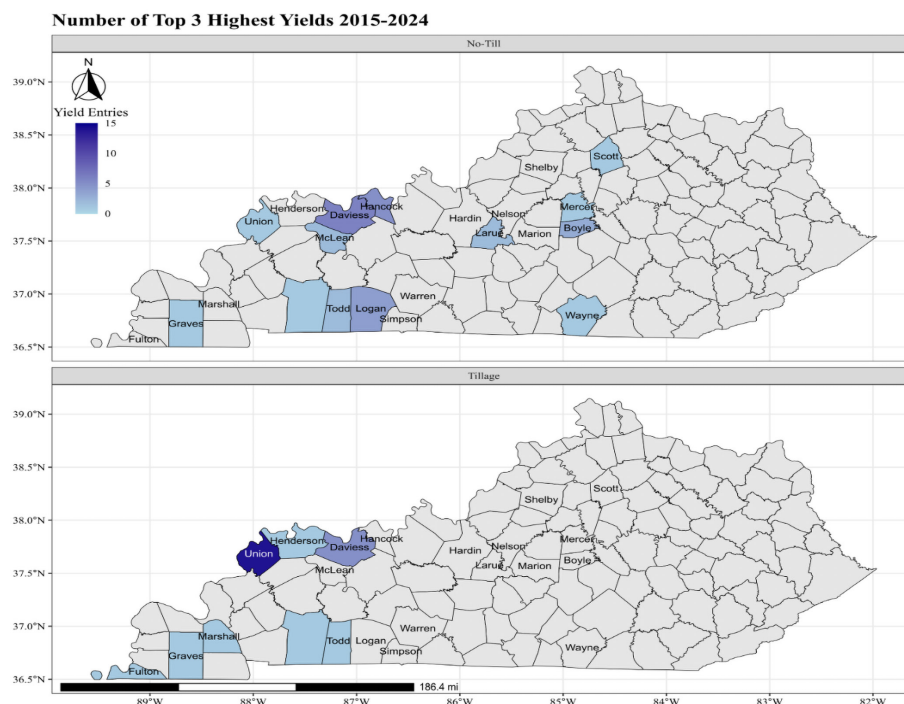 Number of Top 3 Highest Yields 2015-2024
No-Till
39.0°N
N
Yield Entries
38.5°N
15
10
5
0
Scott
Shelby
38.0°N
Henderson
Hancock
Daviess
Union
Mercer
Nelson
Hardin
Boyle
Larue
Marion
37.5°N
McLean
37.0°N
Marshall
Warren
Todd
Logan
Simpson
Wayne
Graves
Fulton
36.5°N
Tillage
39.0°N
38.5°N
Scott
Shelby
38.0°N
Henderson
Hancock
Daviess
Union
Mercer
Nelson
Hardin
Boyle
Larue
Marion
37.5°N
McLean
37.0°N
Marshall
Warren
Todd
Logan
Simpson
Wayne
Graves
Fulton
36.5°N
186.4 mi
89°W
88°W
87°W
86°W
85°W
84°W
83°W
82°W